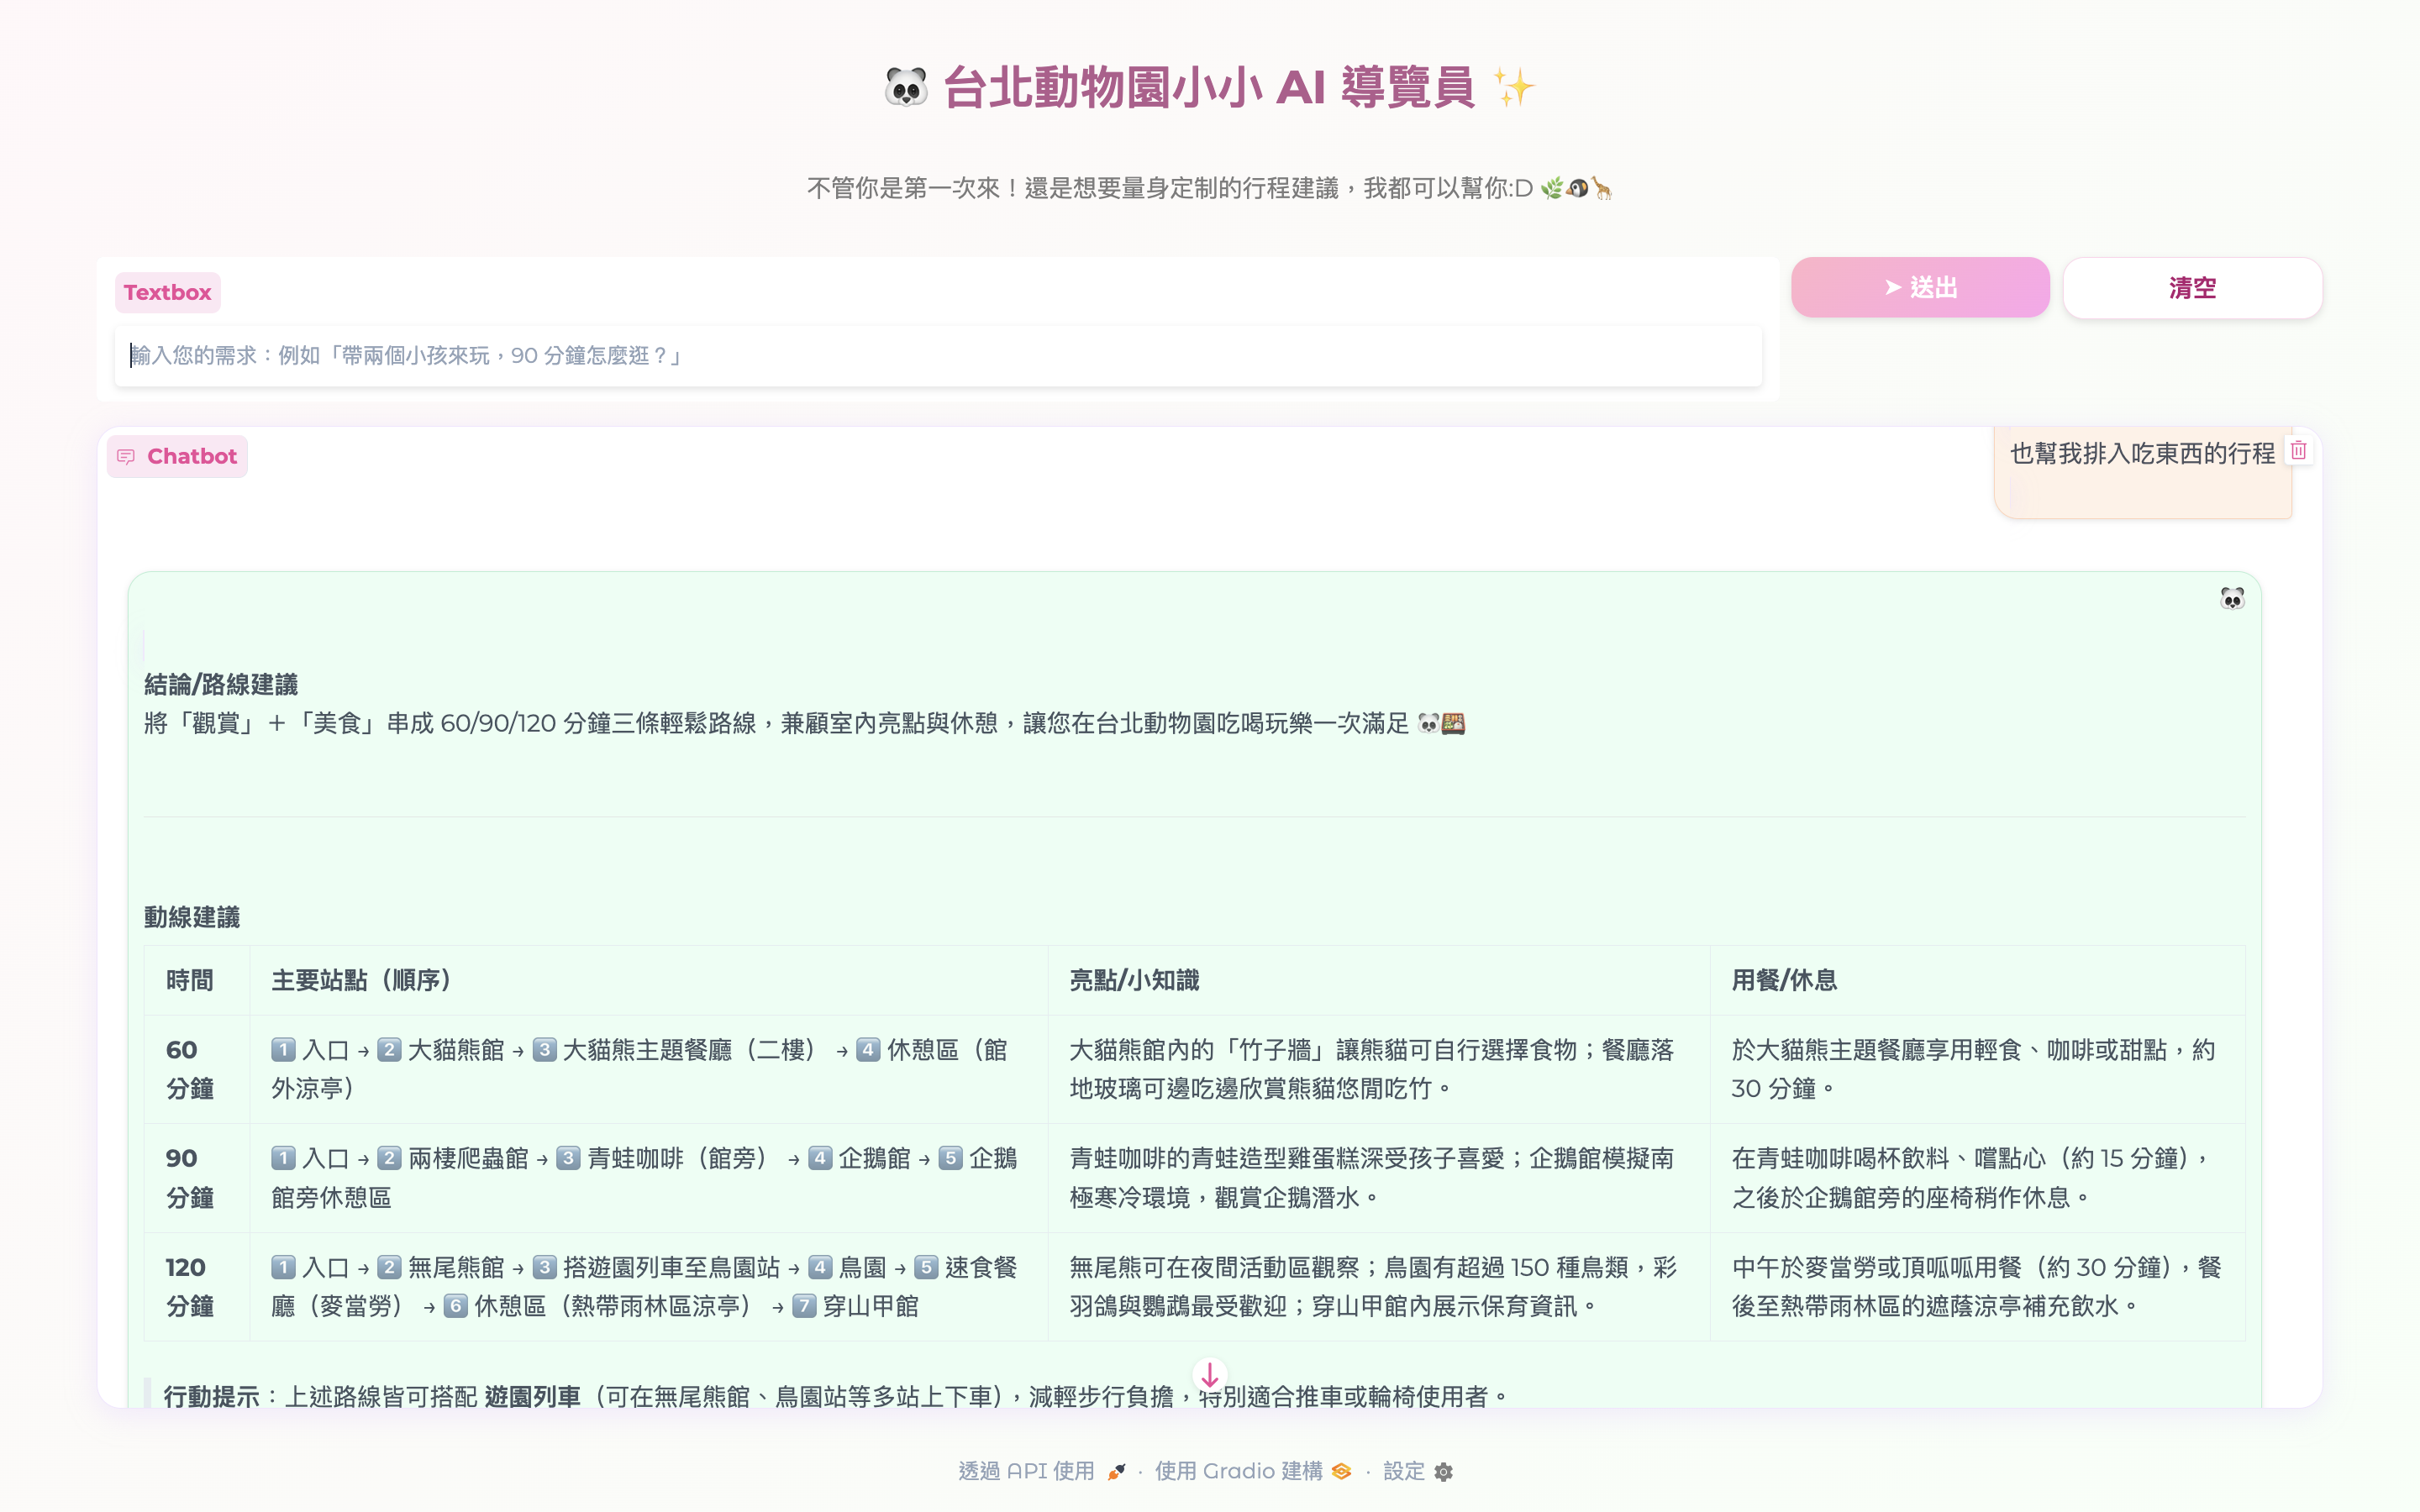 🐼 台北動物園小小 AI 導覽員 ✨
不管你是第一次來！還是想要量身定制的行程建議，我都可以幫你:D 🌿🐧🦒
Textbox
輸入您的需求：例如「帶兩個小孩來玩，90 分鐘怎麼逛？」
➤ 送出
清空
Chatbot
也幫我排入吃東西的行程
🐼
結論/路線建議
將「觀賞」＋「美食」串成 60/90/120 分鐘三條輕鬆路線，兼顧室內亮點與休憩，讓您在台北動物園吃喝玩樂一次滿足 🐼🍱
動線建議
時間 主要站點（順序） 亮點/小知識 用餐/休息
60 分鐘
1️⃣ 入口 → 2️⃣ 大貓熊館 → 3️⃣ 大貓熊主題餐廳（二樓） → 4️⃣ 休憩區（館
外涼亭）
大貓熊館內的「竹子牆」讓熊貓可自行選擇食物；餐廳落
地玻璃可邊吃邊欣賞熊貓悠閒吃竹。
於大貓熊主題餐廳享用輕食、咖啡或甜點，約
30 分鐘。
90 分鐘
1️⃣ 入口 → 2️⃣ 兩棲爬蟲館 → 3️⃣ 青蛙咖啡（館旁） → 4️⃣ 企鵝館 → 5️⃣ 企鵝
館旁休憩區
青蛙咖啡的青蛙造型雞蛋糕深受孩子喜愛；企鵝館模擬南
極寒冷環境，觀賞企鵝潛水。
在青蛙咖啡喝杯飲料、嚐點心（約 15 分鐘），
之後於企鵝館旁的座椅稍作休息。
120 分鐘
1️⃣ 入口 → 2️⃣ 無尾熊館 → 3️⃣ 搭遊園列車至鳥園站 → 4️⃣ 鳥園 → 5️⃣ 速食餐
廳（麥當勞） → 6️⃣ 休憩區（熱帶雨林區涼亭） → 7️⃣ 穿山甲館
無尾熊可在夜間活動區觀察；鳥園有超過 150 種鳥類，彩
羽鴿與鸚鵡最受歡迎；穿山甲館內展示保育資訊。
中午於麥當勞或頂呱呱用餐（約 30 分鐘），餐
後至熱帶雨林區的遮蔭涼亭補充飲水。
行動提示：上述路線皆可搭配 遊園列車（可在無尾熊館、鳥園站等多站上下車），減輕步行負擔，特別適合推車或輪椅使用者。
透過 API 使用 🚀 · 使用 Gradio 建構 · 設定 ⚙️